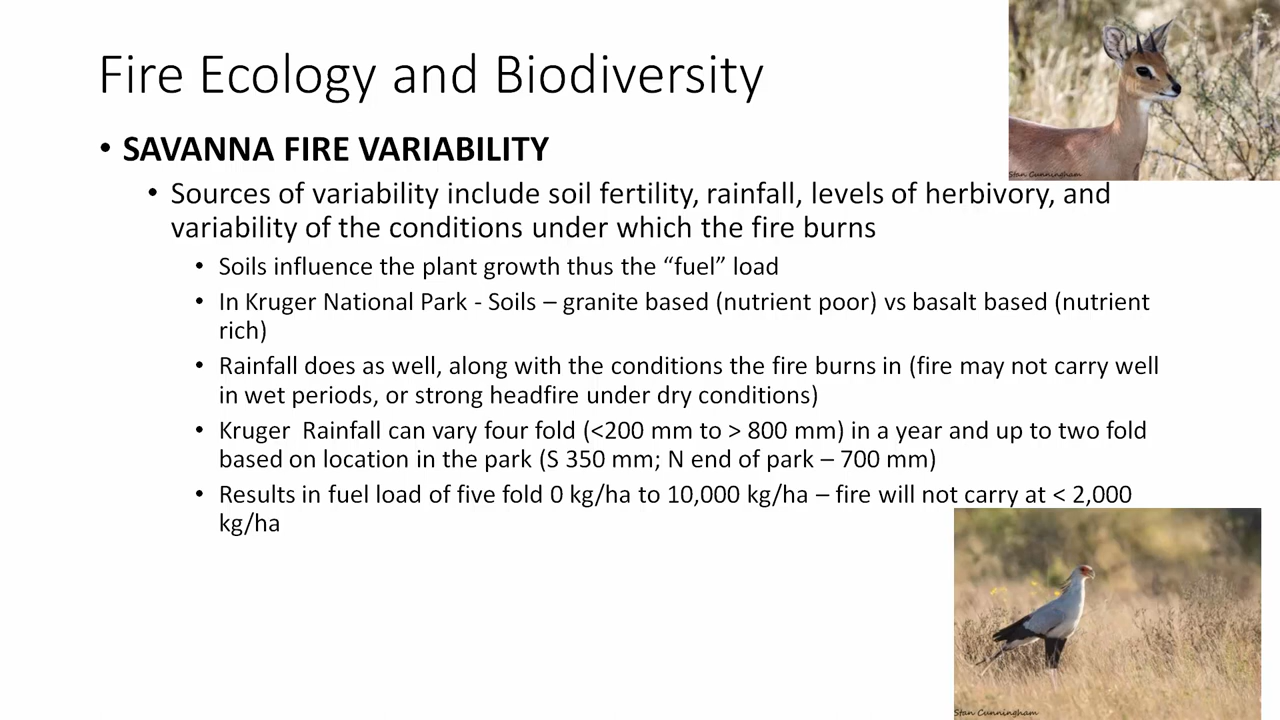 Fire Ecology and Biodiversity
• SAVANNA FIRE VARIABILITY
• Sources of variability include soil fertility, rainfall, levels of herbivory, and
variability of the conditions under which the fire burns
• Soils influence the plant growth thus the “fuel” load
• In Kruger National Park - Soils – granite based (nutrient poor) vs basalt based (nutrient
rich)
• Rainfall does as well, along with the conditions the fire burns in (fire may not carry well
in wet periods, or strong headfire under dry conditions)
• Kruger  Rainfall can vary four fold (<200 mm to > 800 mm) in a year and up to two fold
based on location in the park (S 350 mm; N end of park – 700 mm)
• Results in fuel load of five fold 0 kg/ha to 10,000 kg/ha – fire will not carry at < 2,000
kg/ha
Stan Cunningham
Stan Cunningham